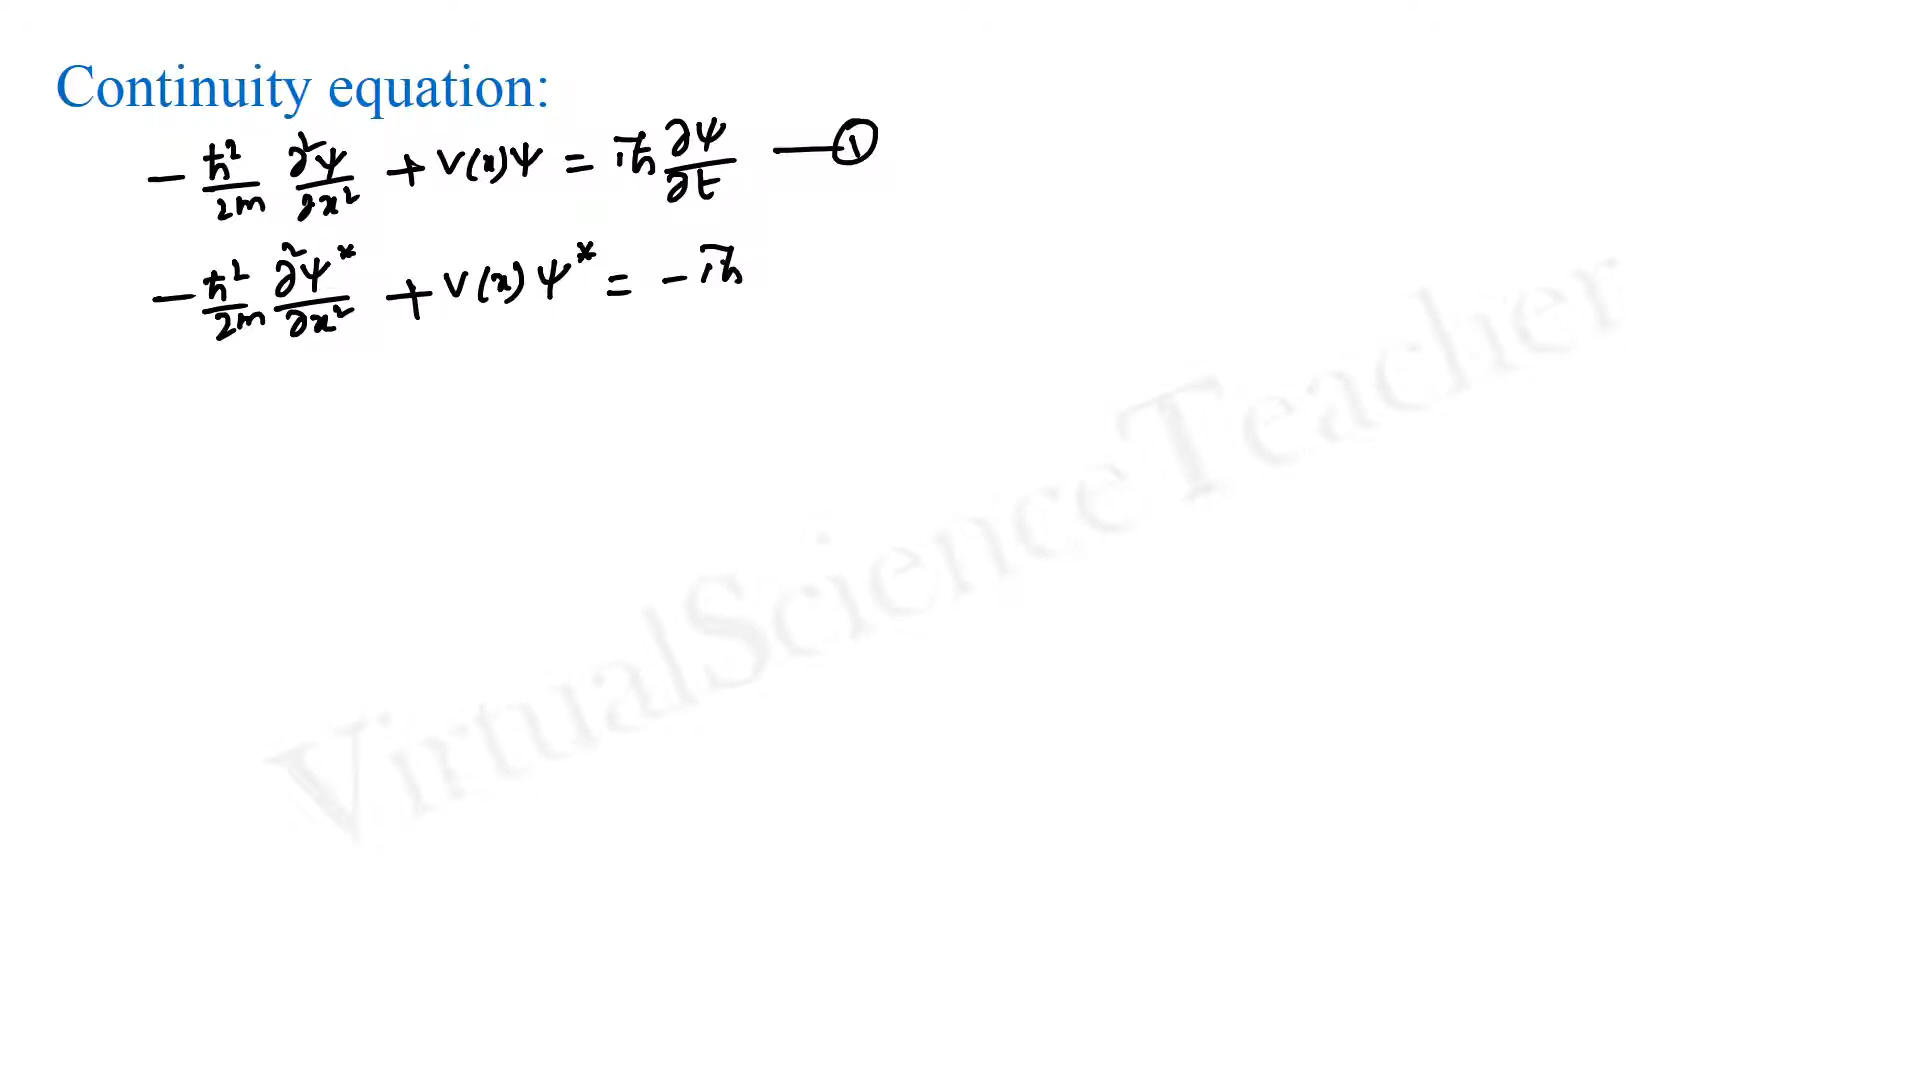 Continuity equation:
− ħ²/2m ∂²ψ/∂x² + V(x)ψ = iħ ∂ψ/∂t —①
− ħ²/2m ∂²ψ*/∂x² + V(x)ψ* = − iħ
VirtualScienceTeacher